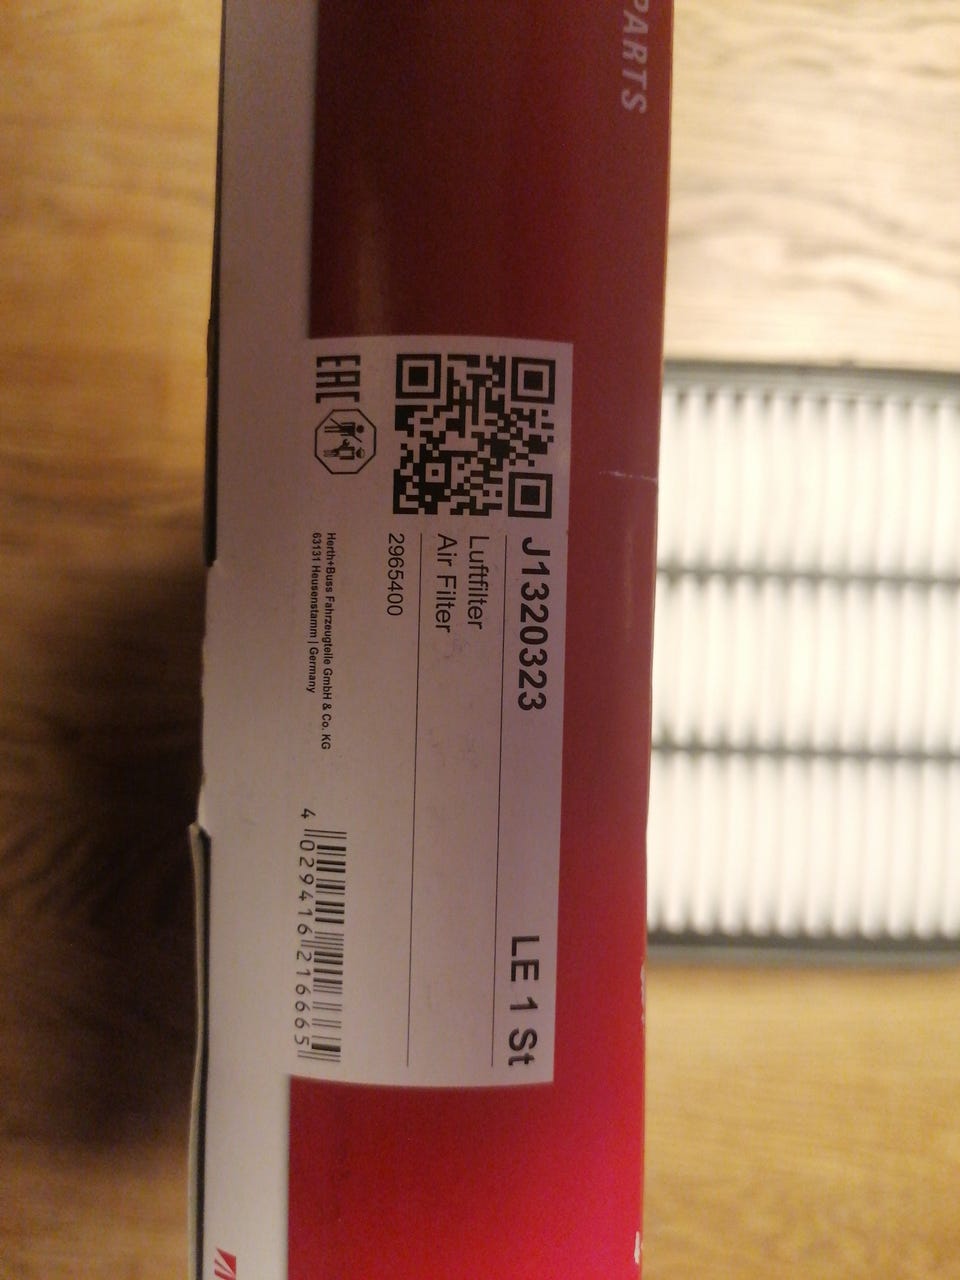 PARTS
J1320323 LE 1 St
Luftfilter
Air Filter
2965400
EAC
Herth+Buss Fahrzeugteile GmbH & Co. KG
63131 Heusenstamm | Germany
4 029416 216665